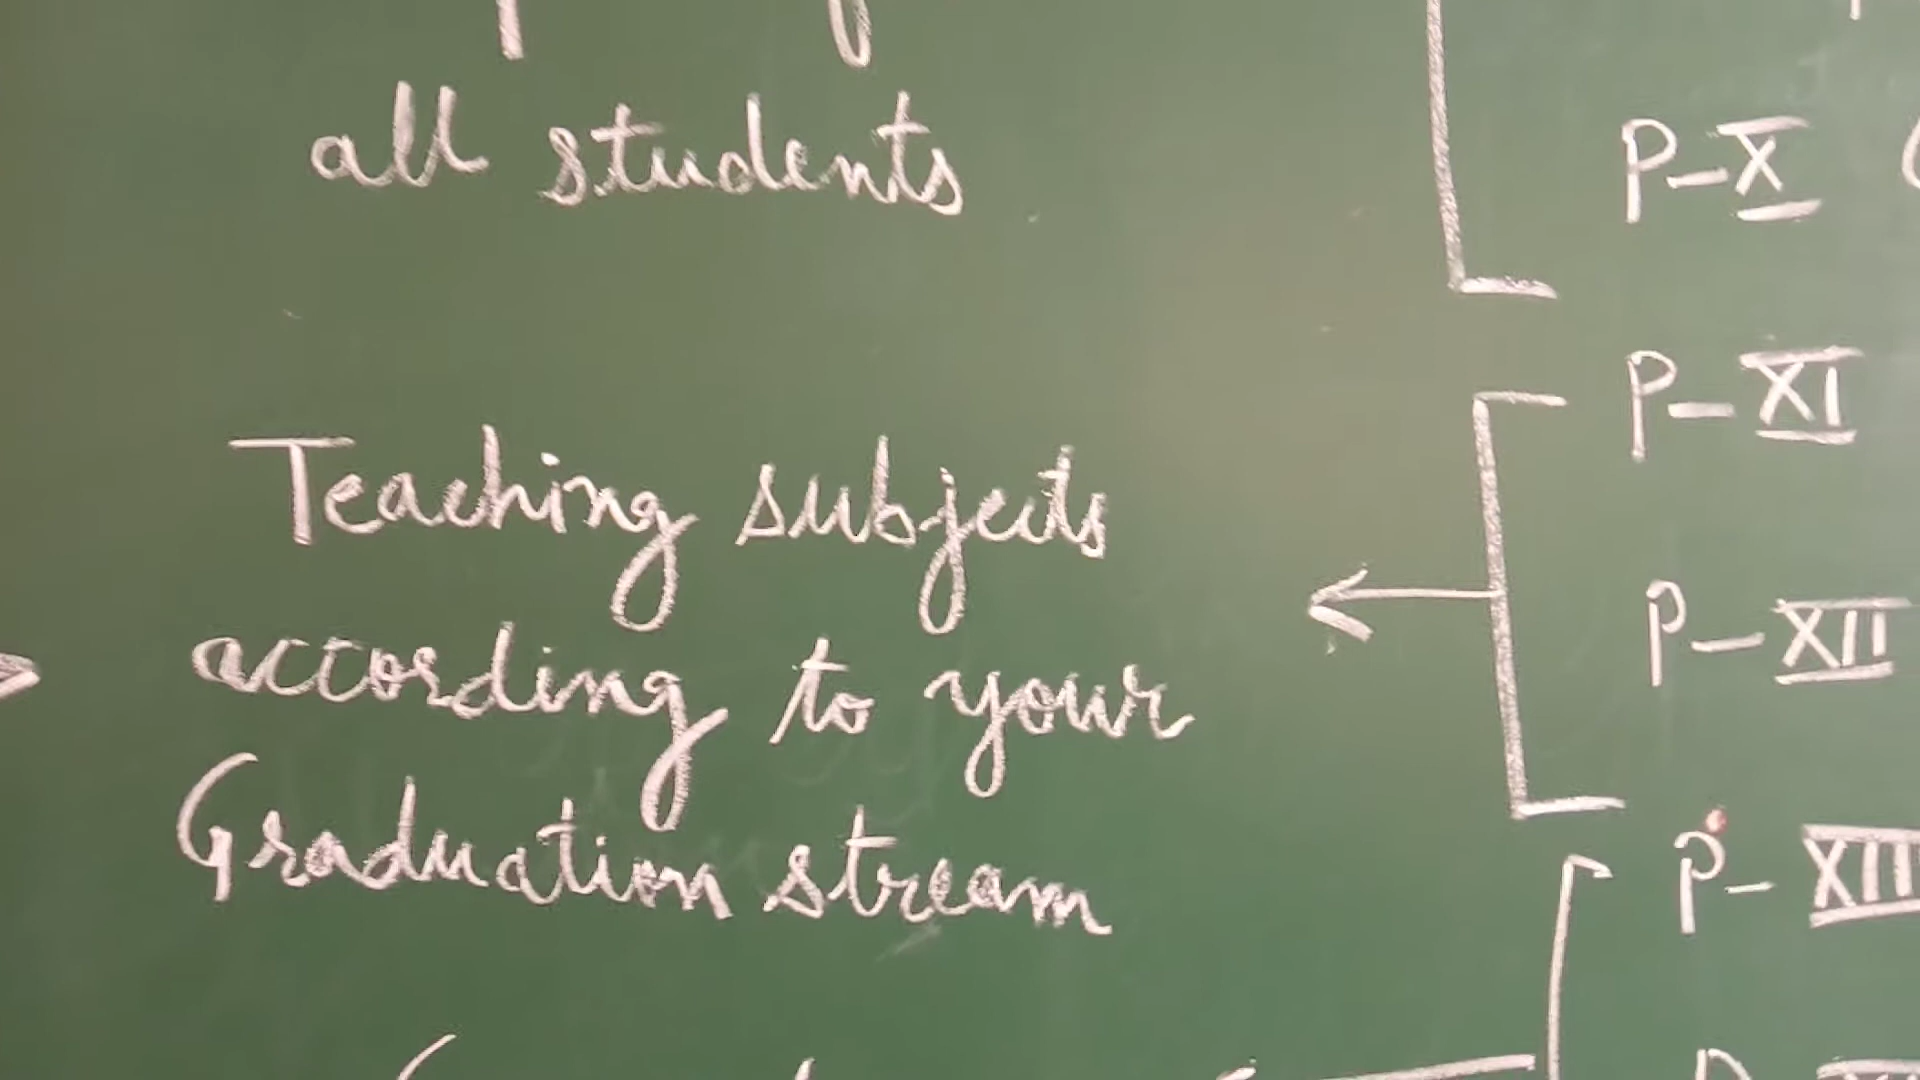 all students
P-X
P-XI
Teaching subjects
according to your
P-XII
Graduation stream
P-XIII